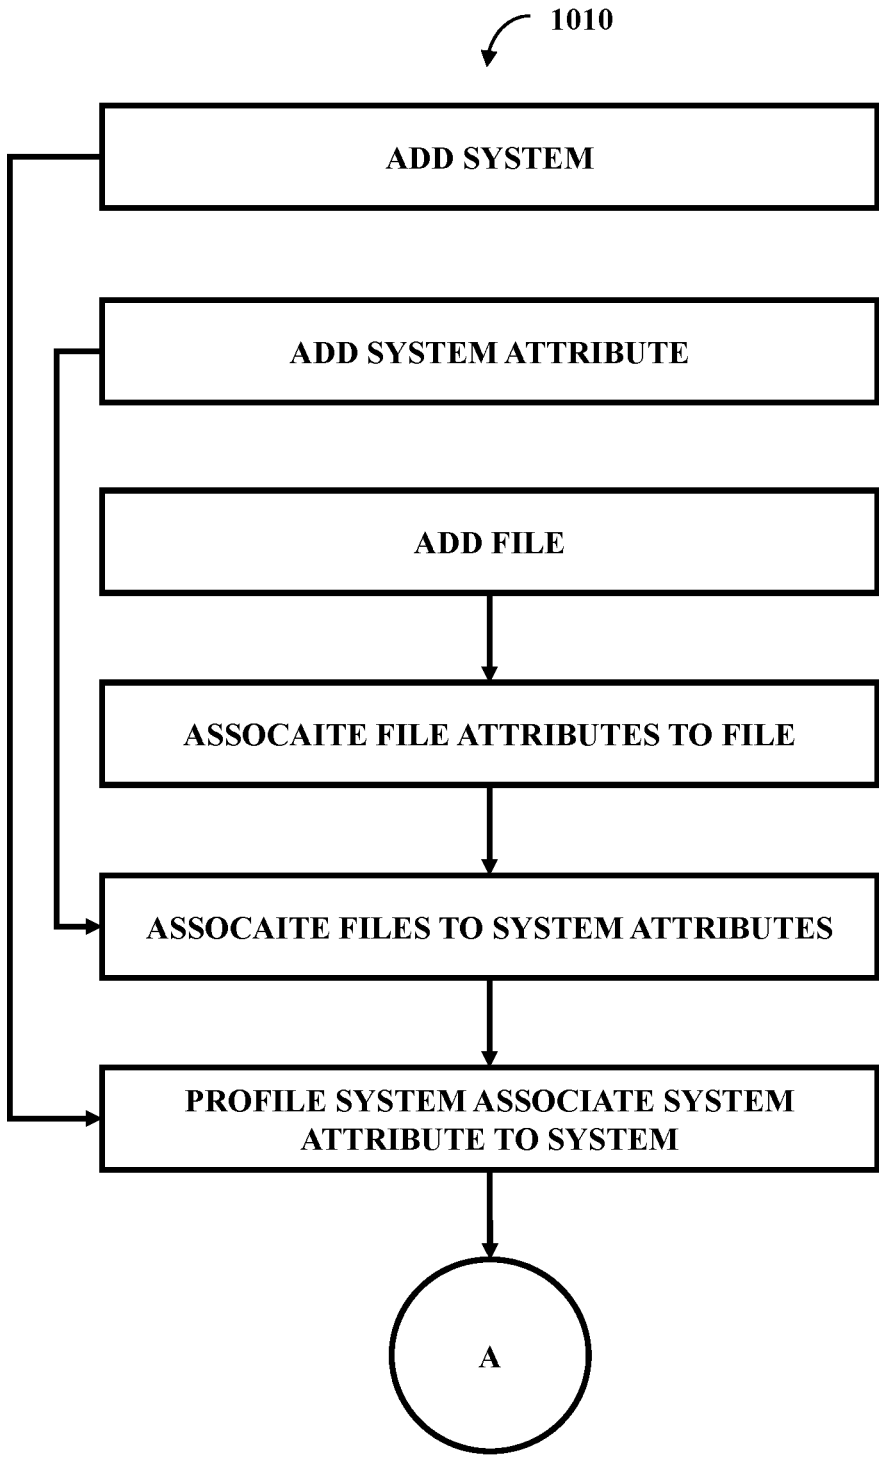 1010
ADD SYSTEM
ADD SYSTEM ATTRIBUTE
ADD FILE
ASSOCAITE FILE ATTRIBUTES TO FILE
ASSOCAITE FILES TO SYSTEM ATTRIBUTES
PROFILE SYSTEM ASSOCIATE SYSTEM
ATTRIBUTE TO SYSTEM
A